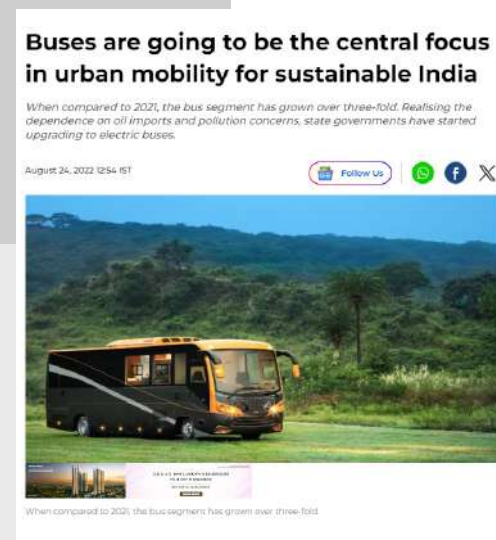 Buses are going to be the central focus
in urban mobility for sustainable India
When compared to 2021, the bus segment has grown over three-fold. Realising the
dependence on oil imports and pollution concerns, state governments have started
upgrading to electric buses.
August 24, 2022 12:54 IST
Follow Us
When compared to 2021, the bus segment has grown over three-fold.